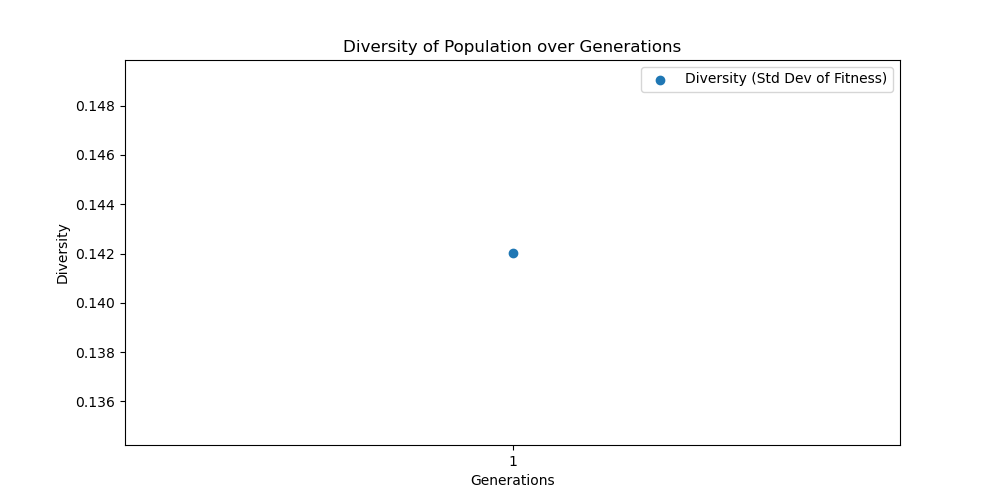 Diversity of Population over Generations
Diversity (Std Dev of Fitness)
0.148
0.146
0.144
0.142
0.140
0.138
0.136
Diversity
1
Generations